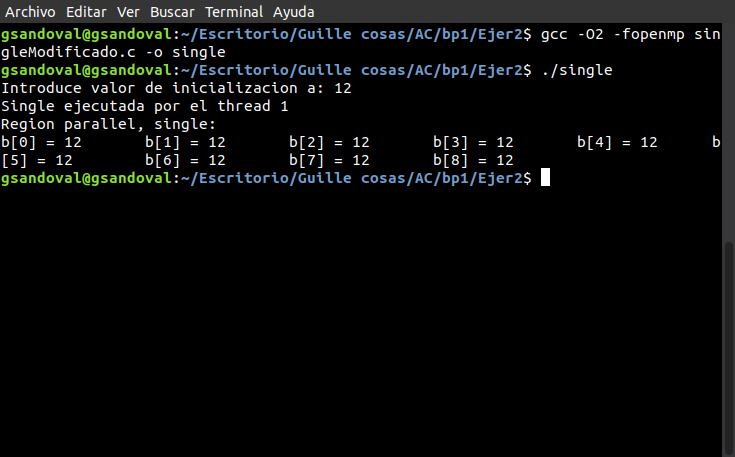 Archivo Editar Ver Buscar Terminal Ayuda
gsandoval@gsandoval:~/Escritorio/Guille cosas/AC/bp1/Ejer2$ gcc -O2 -fopenmp sin
gleModificado.c -o single
gsandoval@gsandoval:~/Escritorio/Guille cosas/AC/bp1/Ejer2$ ./single
Introduce valor de inicializacion a: 12
Single ejecutada por el thread 1
Region parallel, single:
b[0] = 12       b[1] = 12       b[2] = 12       b[3] = 12       b[4] = 12      b
[5] = 12        b[6] = 12       b[7] = 12       b[8] = 12
gsandoval@gsandoval:~/Escritorio/Guille cosas/AC/bp1/Ejer2$